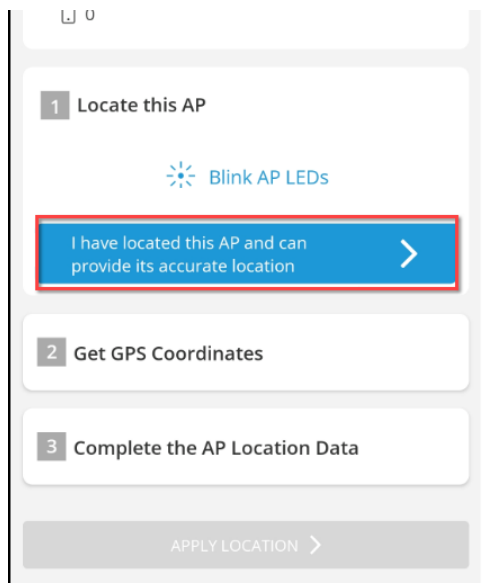 0
1 Locate this AP
Blink AP LEDs
I have located this AP and can
provide its accurate location
2 Get GPS Coordinates
3 Complete the AP Location Data
APPLY LOCATION